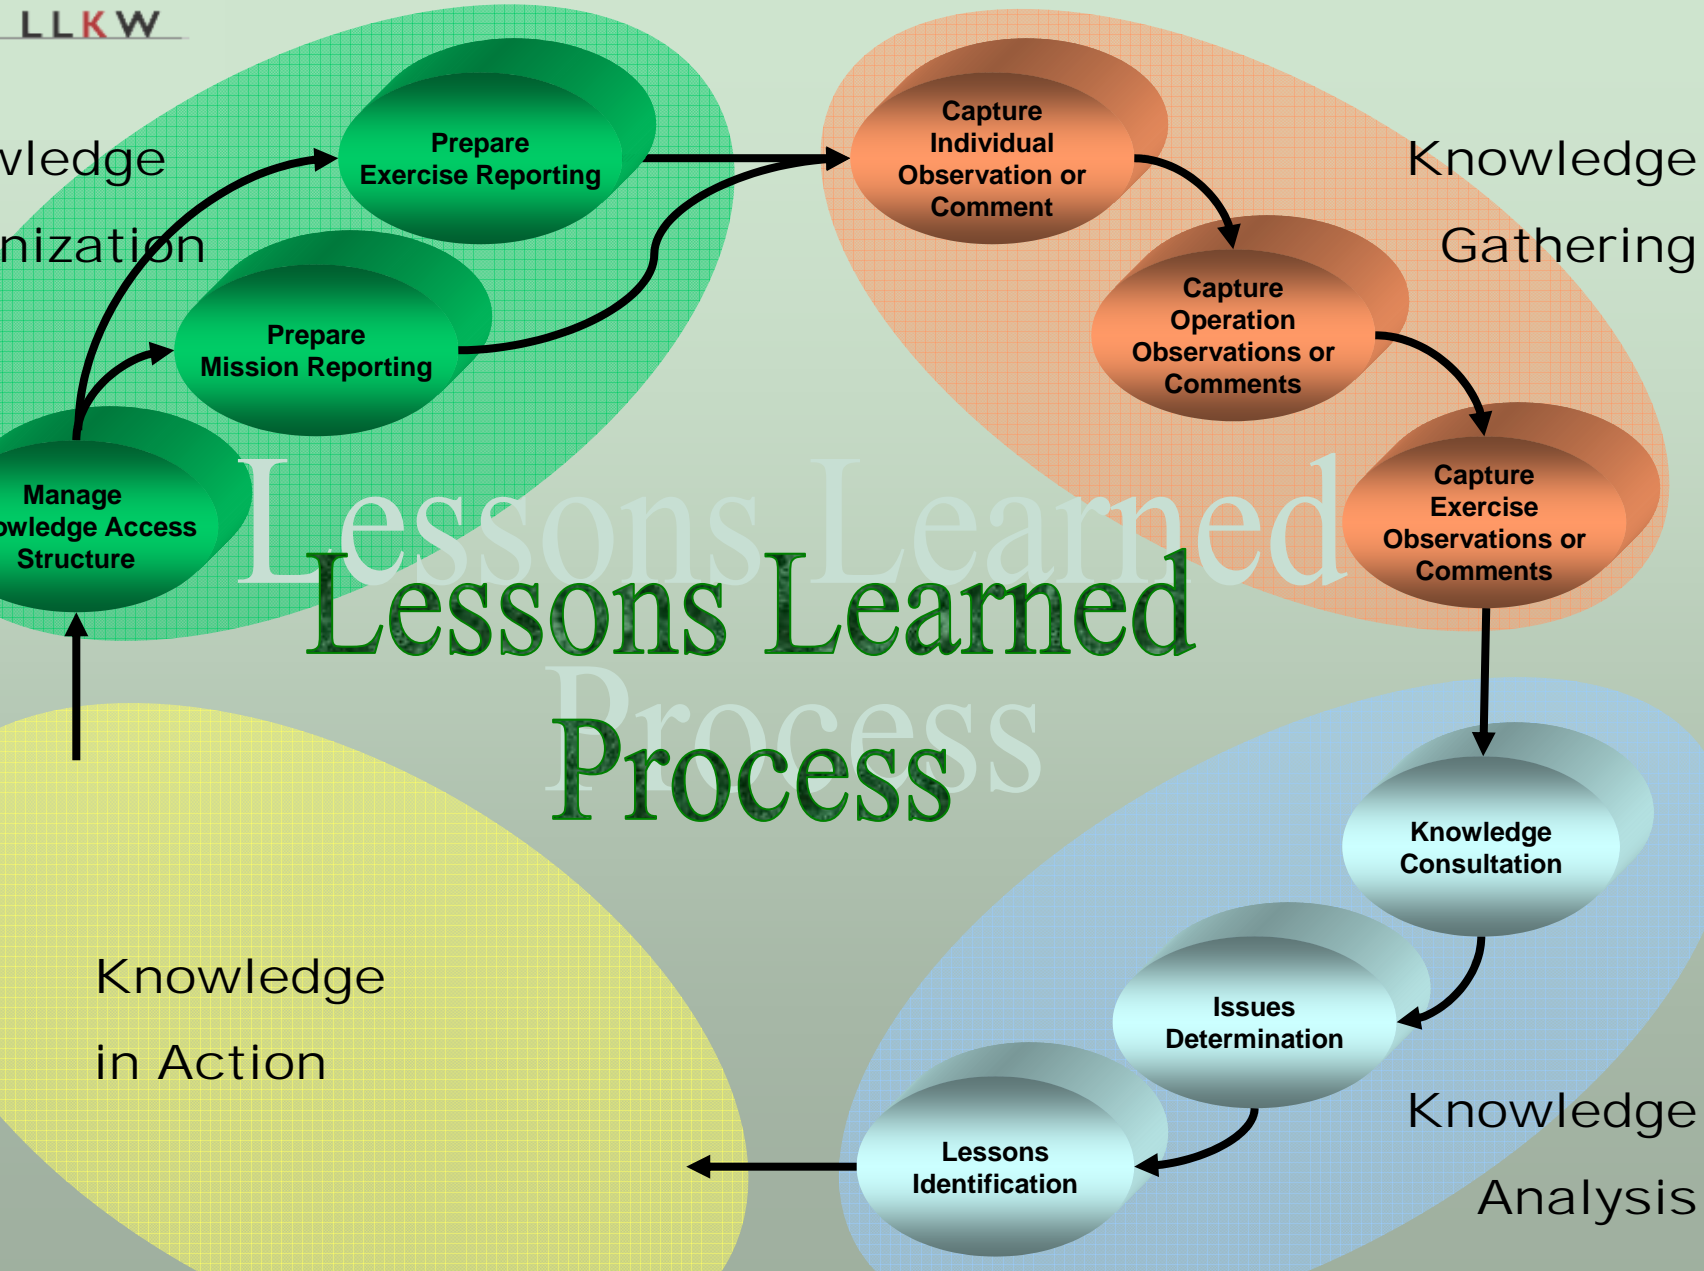 LLKW
wledge
nization
Prepare
Exercise Reporting
Prepare
Mission Reporting
Manage
owledge Access
Structure
Capture
Individual
Observation or
Comment
Knowledge
Gathering
Capture
Operation
Observations or
Comments
Capture
Exercise
Observations or
Comments
Lessons Learned
Process
Knowledge
Consultation
Issues
Determination
Lessons
Identification
Knowledge
Analysis
Knowledge
in Action